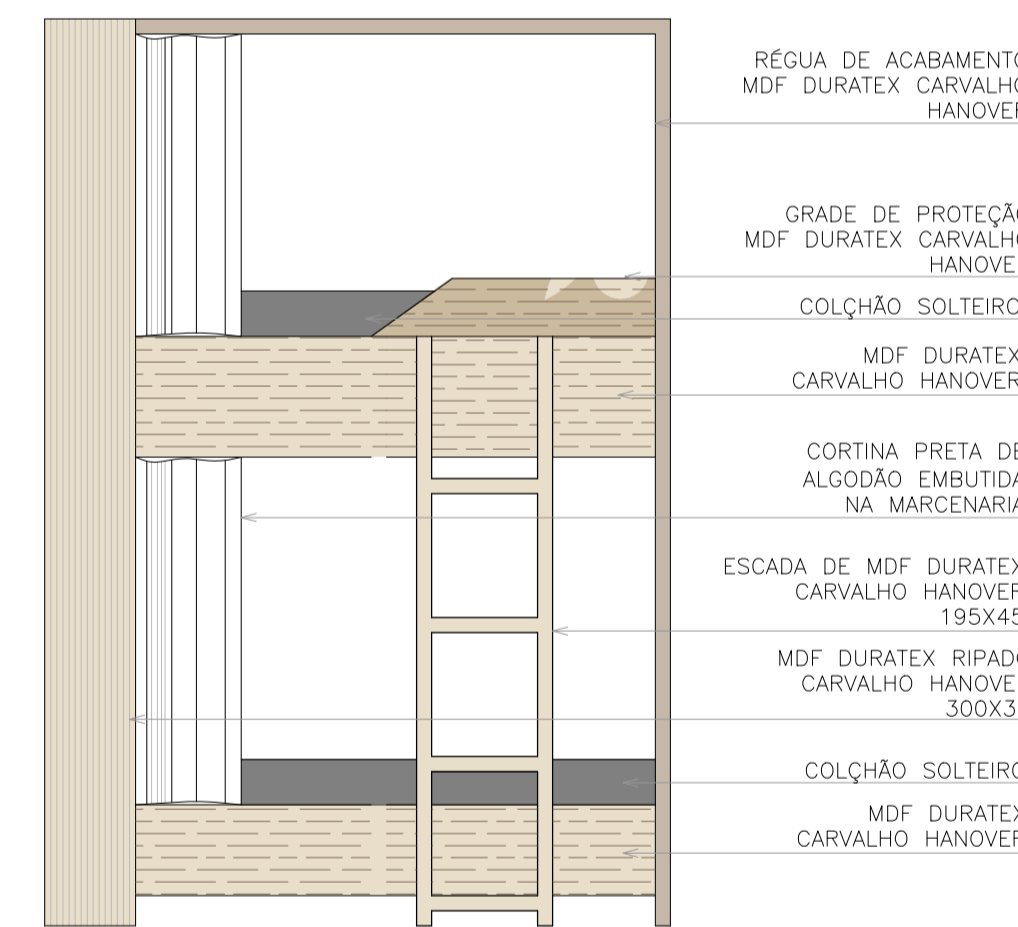 RÉGUA DE ACABAMENTO
MDF DURATEX CARVALHO
HANOVER
GRADE DE PROTEÇÃO
MDF DURATEX CARVALHO
HANOVE
COLÇHÃO SOLTEIRO
MDF DURATEX
CARVALHO HANOVER
CORTINA PRETA DE
ALGODÃO EMBUTIDA
NA MARCENARIA
ESCADA DE MDF DURATEX
CARVALHO HANOVER
195X45
MDF DURATEX RIPADO
CARVALHO HANOVE
300X3
COLÇHÃO SOLTEIRO
MDF DURATEX
CARVALHO HANOVER